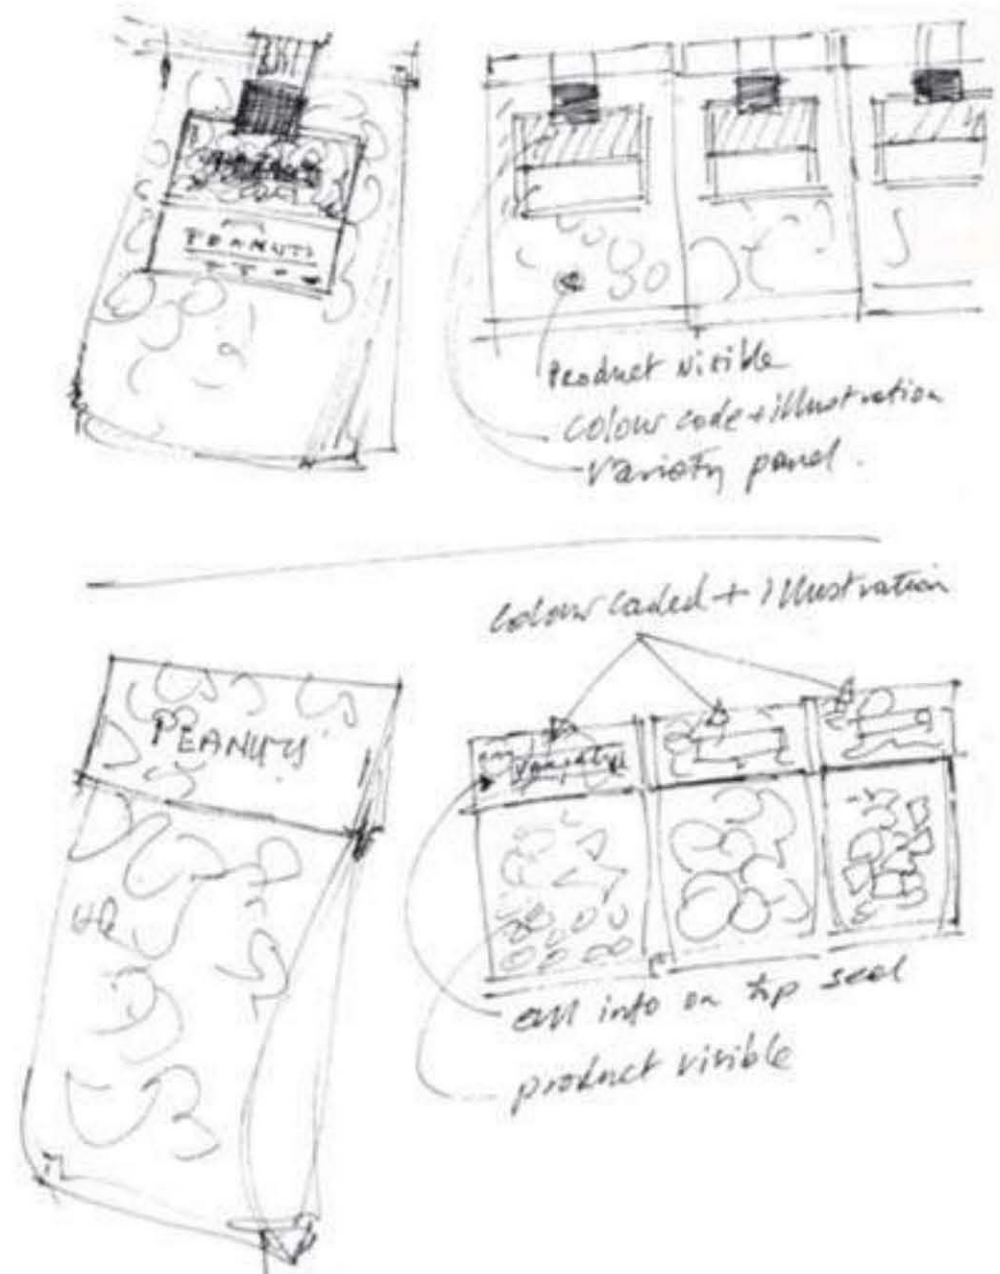 PEANUTS
Product visible
Colour code + illustration
Variety panel.
Colour coded + illustration
PEANUTS
Variety
all info on top seal
product visible